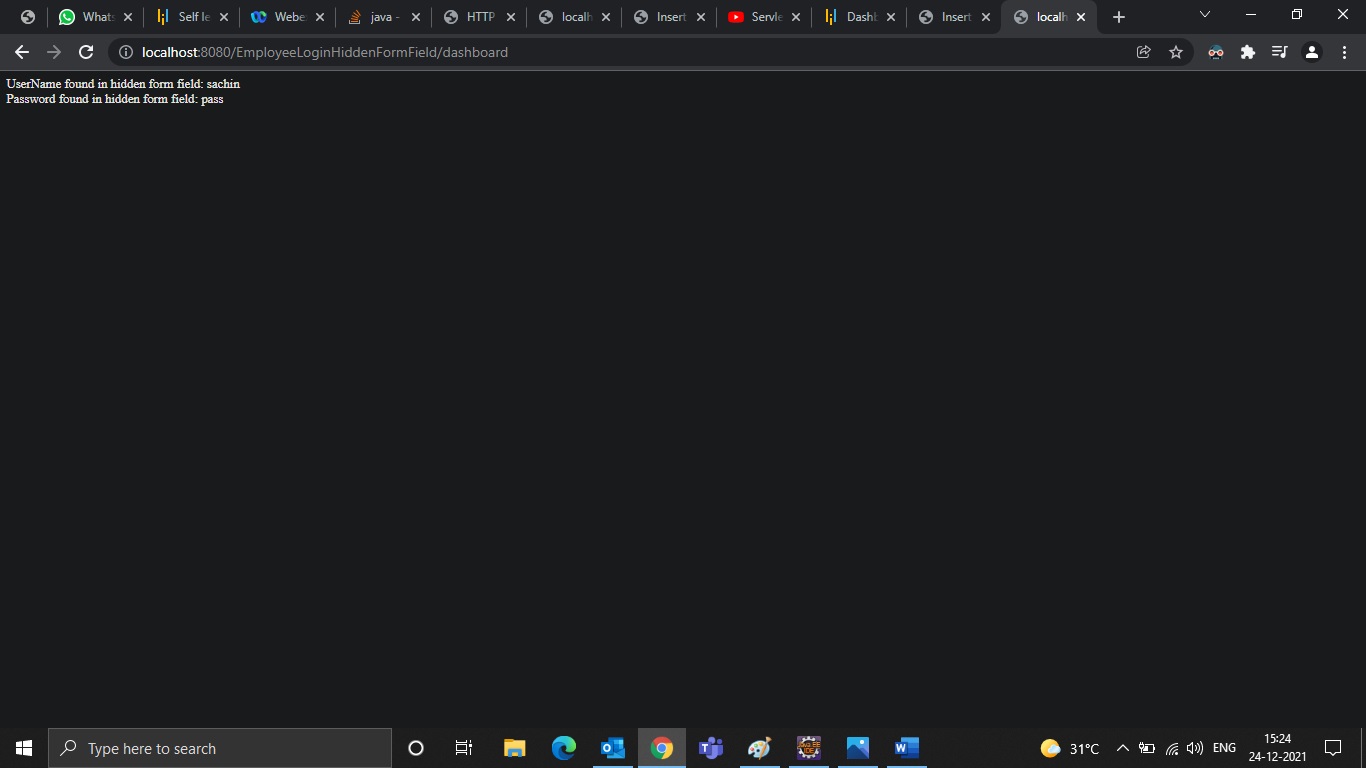 Whats
Self le
Webe
java -
HTTP
localh
Insert
Servle
Dashb
Insert
localh
localhost:8080/EmployeeLoginHiddenFormField/dashboard
UserName found in hidden form field: sachin
Password found in hidden form field: pass
Type here to search
31°C
ENG
15:24
24-12-2021